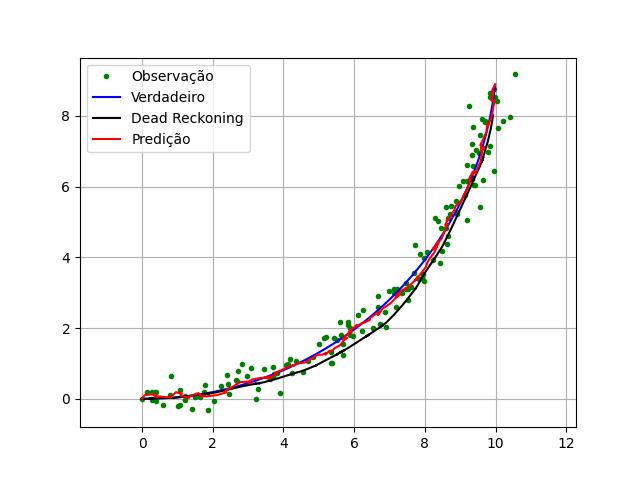 Observação
Verdadeiro
Dead Reckoning
Predição
8
6
4
2
0
0 2 4 6 8 10 12